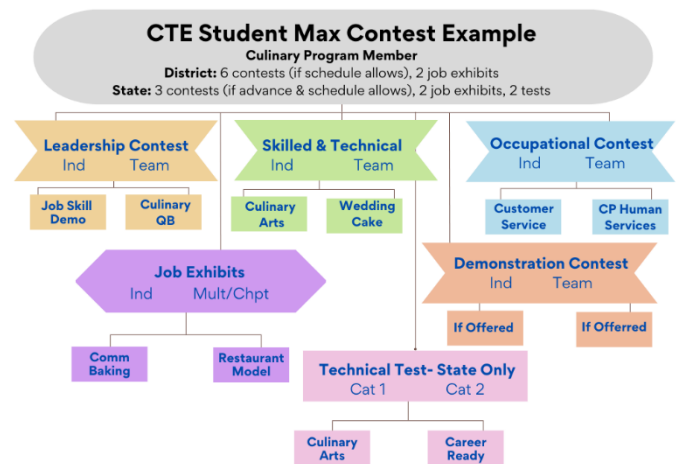 CTE Student Max Contest Example
Culinary Program Member
District: 6 contests (if schedule allows), 2 job exhibits
State: 3 contests (if advance & schedule allows), 2 job exhibits, 2 tests
Leadership Contest
Ind Team
Job Skill
Demo
Culinary
QB
Skilled & Technical
Ind Team
Culinary
Arts
Wedding
Cake
Occupational Contest
Ind Team
Customer
Service
CP Human
Services
Job Exhibits
Ind Mult/Chpt
Comm
Baking
Restaurant
Model
Demonstration Contest
Ind Team
If Offered
If Offerred
Technical Test- State Only
Cat 1 Cat 2
Culinary
Arts
Career
Ready